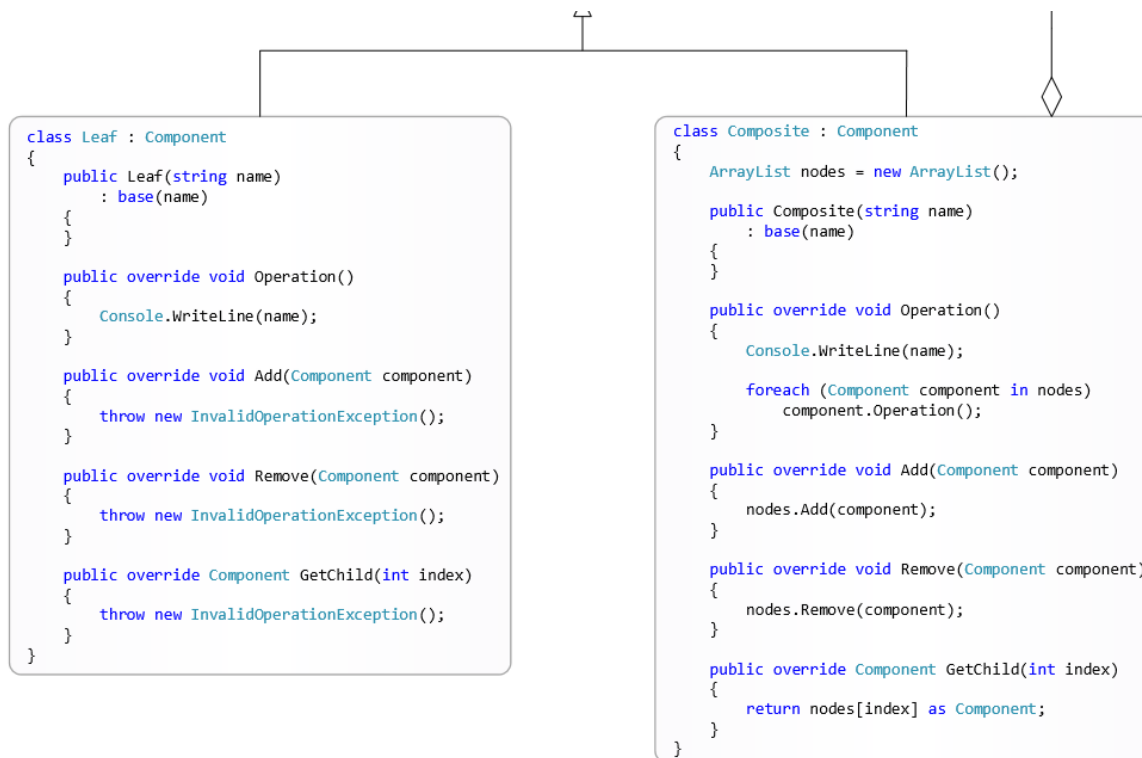 class Leaf : Component
{
    public Leaf(string name)
        : base(name)
    {
    }

    public override void Operation()
    {
        Console.WriteLine(name);
    }

    public override void Add(Component component)
    {
        throw new InvalidOperationException();
    }

    public override void Remove(Component component)
    {
        throw new InvalidOperationException();
    }

    public override Component GetChild(int index)
    {
        throw new InvalidOperationException();
    }
}
class Composite : Component
{
    ArrayList nodes = new ArrayList();

    public Composite(string name)
        : base(name)
    {
    }

    public override void Operation()
    {
        Console.WriteLine(name);

        foreach (Component component in nodes)
            component.Operation();
    }

    public override void Add(Component component)
    {
        nodes.Add(component);
    }

    public override void Remove(Component component)
    {
        nodes.Remove(component);
    }

    public override Component GetChild(int index)
    {
        return nodes[index] as Component;
    }
}